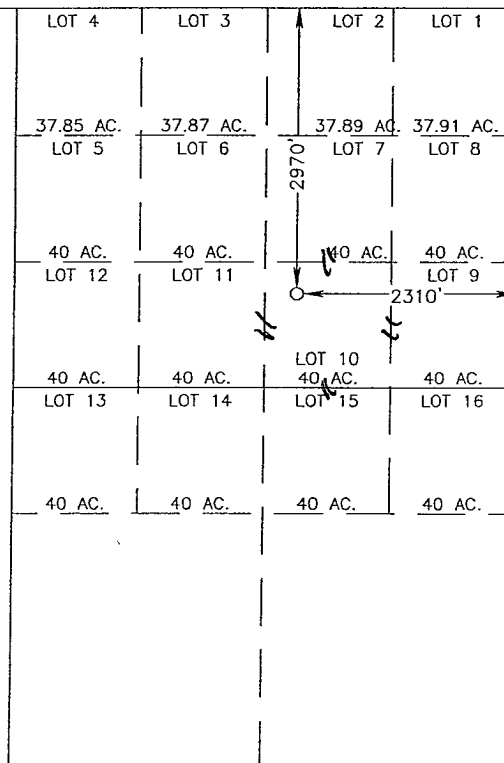 LOT 4 LOT 3 LOT 2 LOT 1
37.85 AC. 37.87 AC. 37.89 AC. 37.91 AC.
LOT 5 LOT 6 LOT 7 LOT 8
2970'
40 AC. 40 AC. 40 AC. 40 AC.
LOT 12 LOT 11 LOT 9
2310'
LOT 10
40 AC. 40 AC. 40 AC. 40 AC.
LOT 13 LOT 14 LOT 15 LOT 16
40 AC. 40 AC. 40 AC. 40 AC.